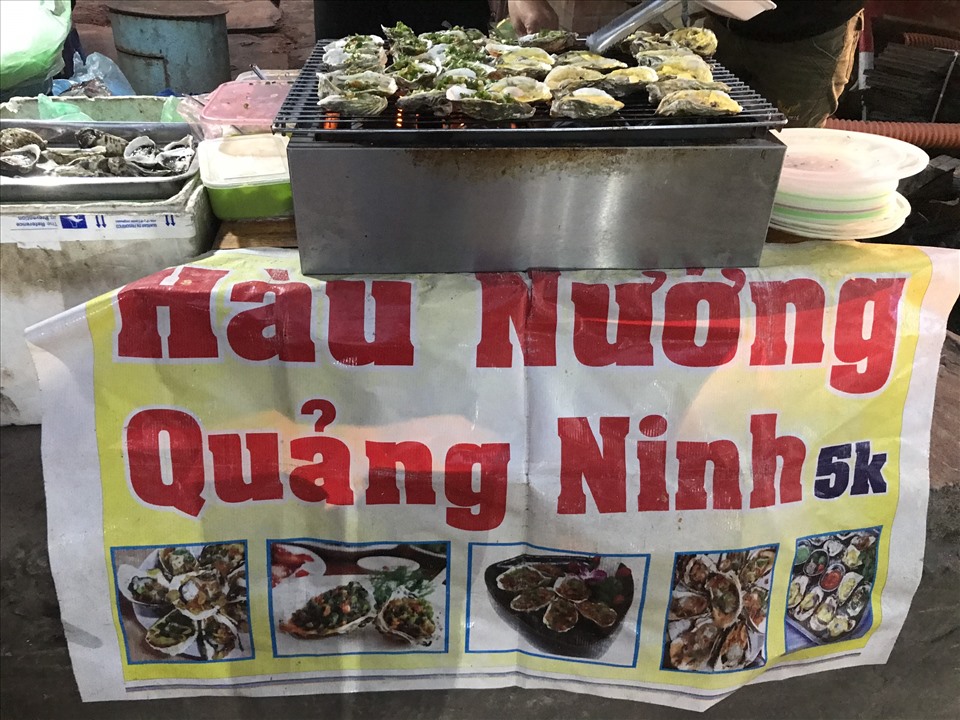 Hàu Nướng
Quảng Ninh 5k